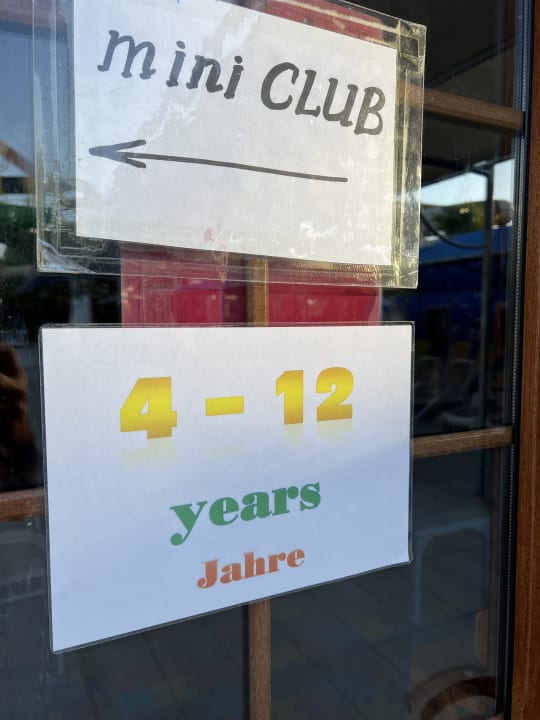 mini CLUB
4 - 12
years
Jahre